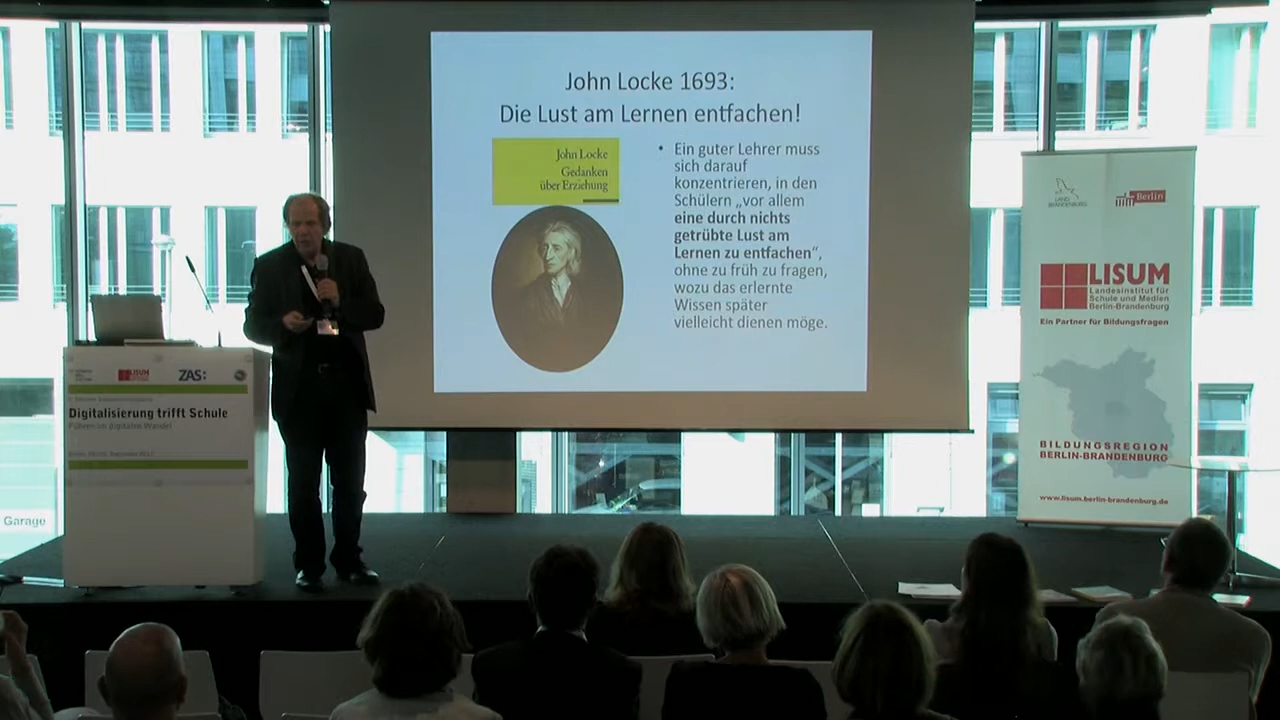 John Locke 1693:
Die Lust am Lernen entfachen!
John Locke
Gedanken
über Erziehung
• Ein guter Lehrer muss
sich darauf
konzentrieren, in den
Schülern „vor allem
eine durch nichts
getrübte Lust am
Lernen zu entfachen“,
ohne zu früh zu fragen,
wozu das erlernte
Wissen später
vielleicht dienen möge.
LAND
BRANDENBURG
Berlin
LISUM
Landesinstitut für
Schule und Medien
Berlin-Brandenburg
Ein Partner für Bildungsfragen
BILDUNGSREGION
BERLIN-BRANDENBURG
www.lisum.berlin-brandenburg.de
LISUM
ZAS:
Digitalisierung trifft Schule
Führen im digitalen Wandel
Garage